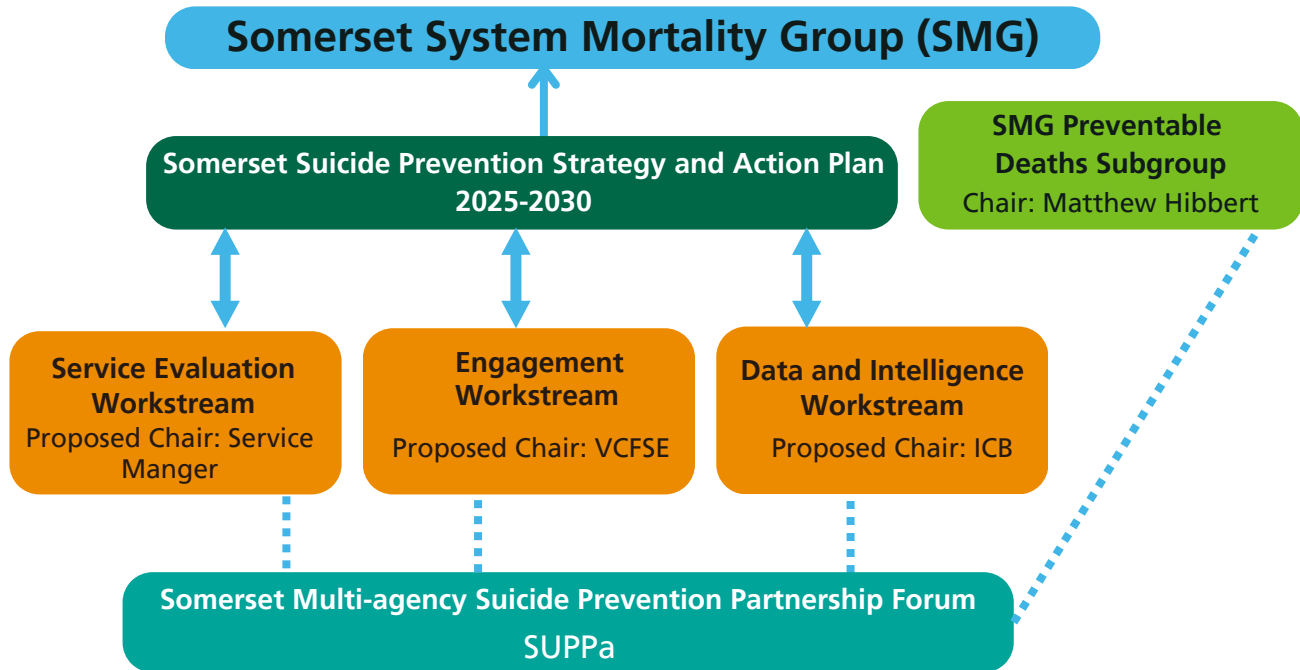 Somerset System Mortality Group (SMG)
Somerset Suicide Prevention Strategy and Action Plan
2025-2030
SMG Preventable
Deaths Subgroup
Chair: Matthew Hibbert
Service Evaluation
Workstream
Proposed Chair: Service
Manger
Engagement
Workstream
Proposed Chair: VCFSE
Data and Intelligence
Workstream
Proposed Chair: ICB
Somerset Multi-agency Suicide Prevention Partnership Forum
SUPPa